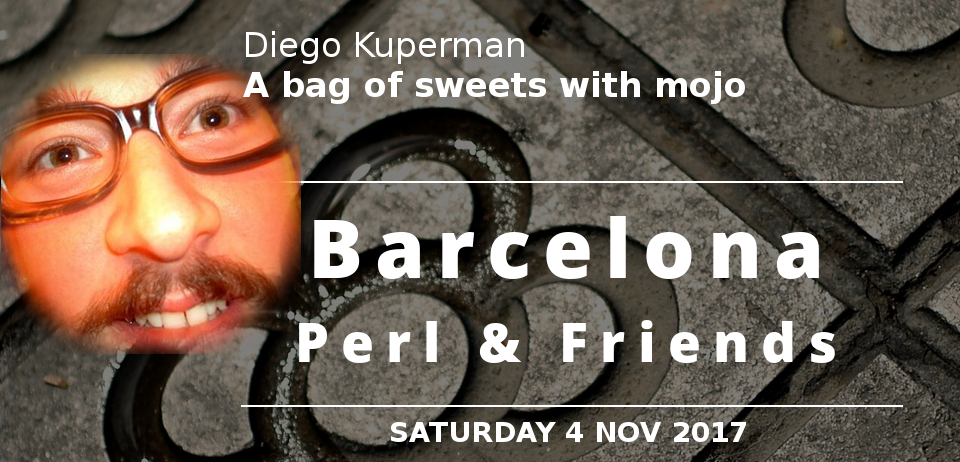 Diego Kuperman
A bag of sweets with mojo
Barcelona
Perl & Friends
SATURDAY 4 NOV 2017